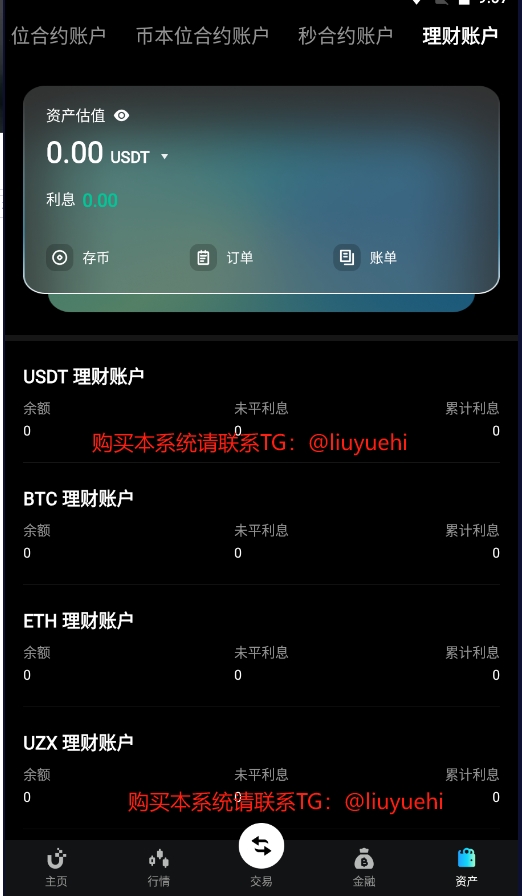 位合约账户 币本位合约账户 秒合约账户 理财账户
资产估值
0.00 USDT
利息 0.00
存币 订单 账单
USDT 理财账户
余额 未平利息 累计利息
0 0 0
购买本系统请联系TG：@liuyuehi
BTC 理财账户
余额 未平利息 累计利息
0 0 0
ETH 理财账户
余额 未平利息 累计利息
0 0 0
UZX 理财账户
余额 未平利息 累计利息
0 0 0
购买本系统请联系TG：@liuyuehi
主页 行情 交易 金融 资产